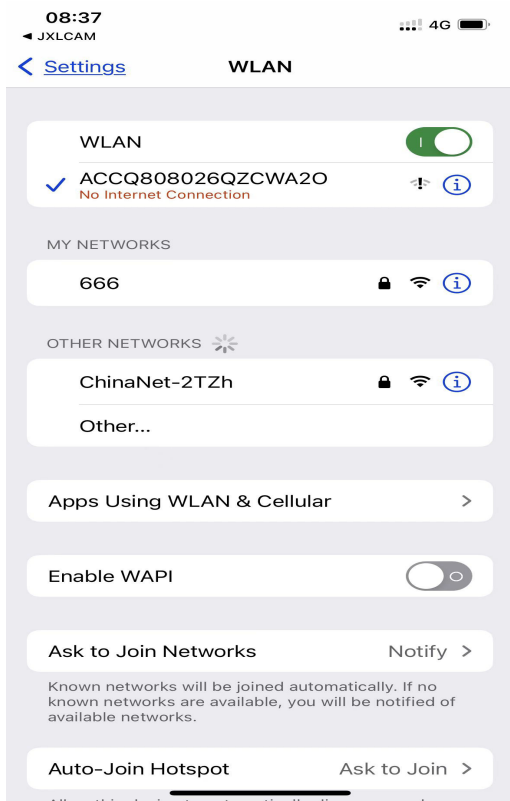 08:37
4G
◀ JXLCAM
Settings
WLAN
WLAN
ACCQ808026QZCWA2O
No Internet Connection
MY NETWORKS
666
OTHER NETWORKS
ChinaNet-2TZh
Other...
Apps Using WLAN & Cellular
Enable WAPI
Ask to Join Networks
Notify
Known networks will be joined automatically. If no
known networks are available, you will be notified of
available networks.
Auto-Join Hotspot
Ask to Join